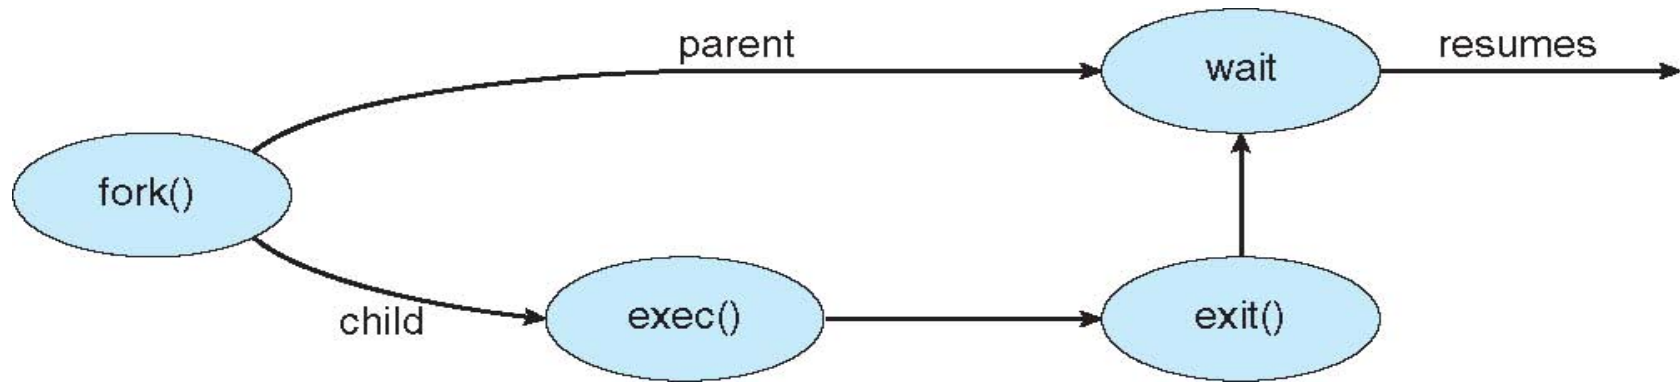 parent
resumes
wait
fork()
child
exec()
exit()